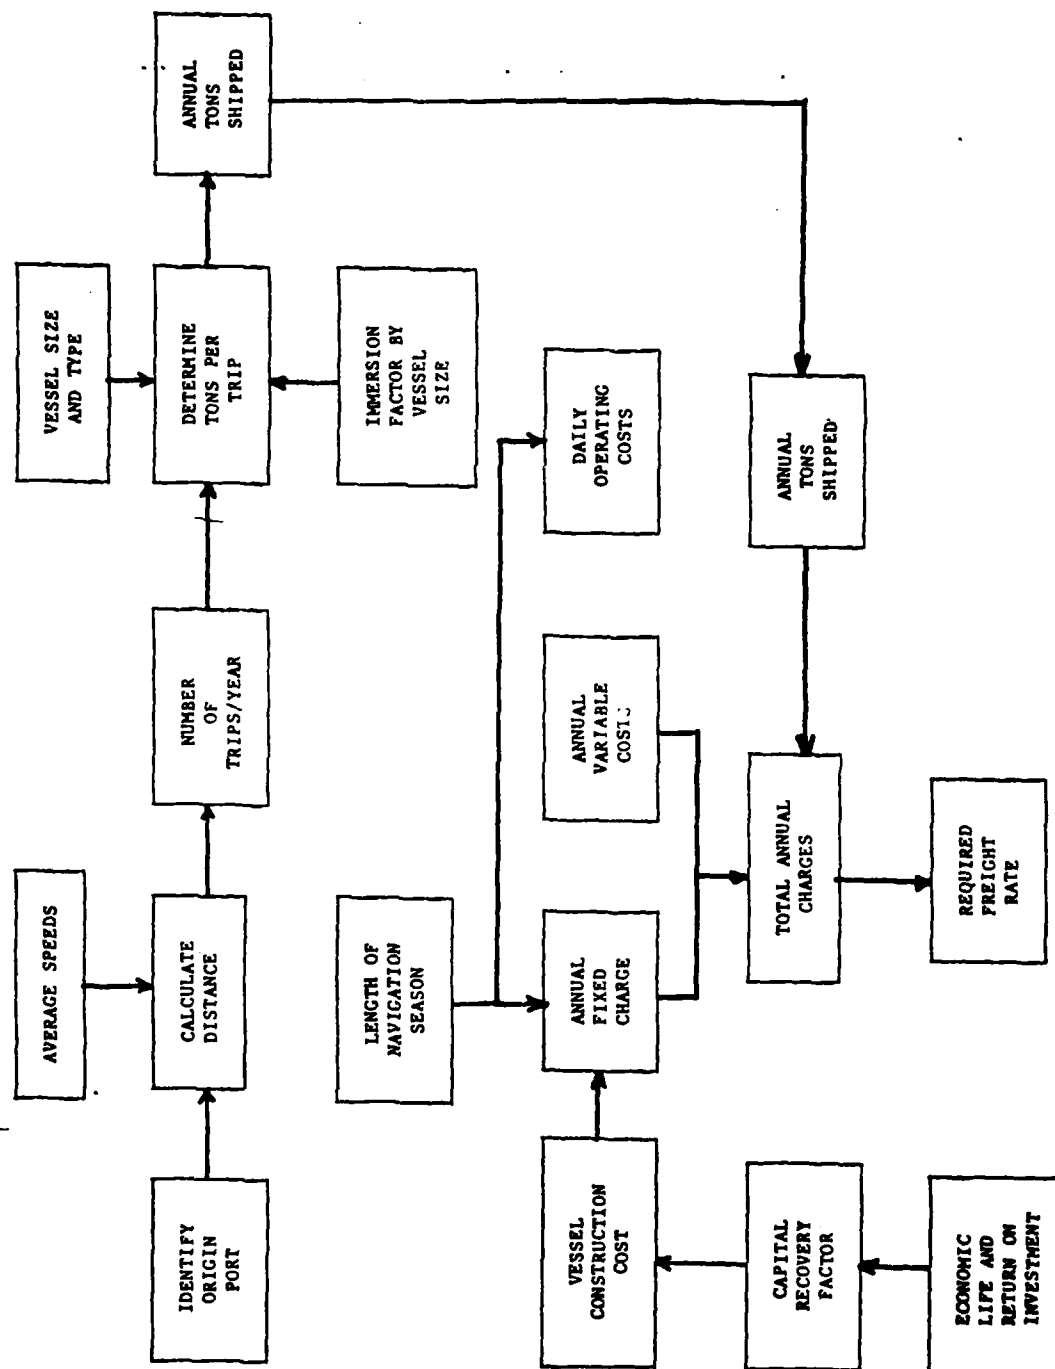 AVERAGE SPEEDS
VESSEL SIZE
AND TYPE
IDENTIFY
ORIGIN
PORT
CALCULATE
DISTANCE
NUMBER
OF
TRIPS/YEAR
DETERMINE
TONS PER
TRIP
ANNUAL
TONS
SHIPPED
LENGTH OF
NAVIGATION
SEASON
IMMERSION
FACTOR BY
VESSEL
SIZE
VESSEL
CONSTRUCTION
COST
ANNUAL
FIXED
CHARGE
ANNUAL
VARIABLE
COSTS
DAILY
OPERATING
COSTS
CAPITAL
RECOVERY
FACTOR
TOTAL ANNUAL
CHARGES
ANNUAL
TONS
SHIPPED
ECONOMIC
LIFE AND
RETURN ON
INVESTMENT
REQUIRED
FREIGHT
RATE